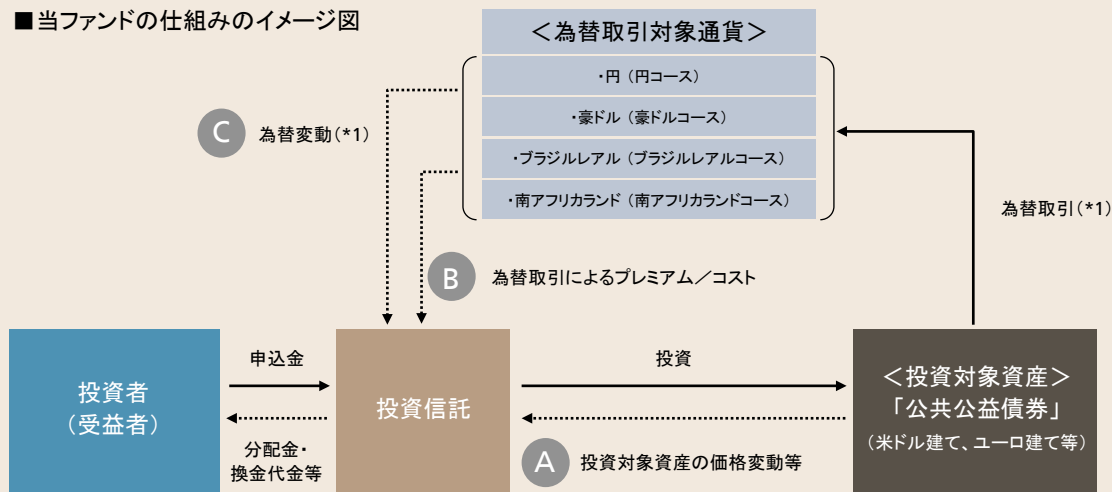 ■当ファンドの仕組みのイメージ図
＜為替取引対象通貨＞
・円（円コース）
・豪ドル（豪ドルコース）
・ブラジルレアル（ブラジルレアルコース）
・南アフリカランド（南アフリカランドコース）
C 為替変動(*1)
為替取引(*1)
B 為替取引によるプレミアム／コスト
投資者
（受益者）
申込金
分配金・
換金代金等
投資信託
投資
A 投資対象資産の価格変動等
＜投資対象資産＞
「公共公益債券」
（米ドル建て、ユーロ建て等）